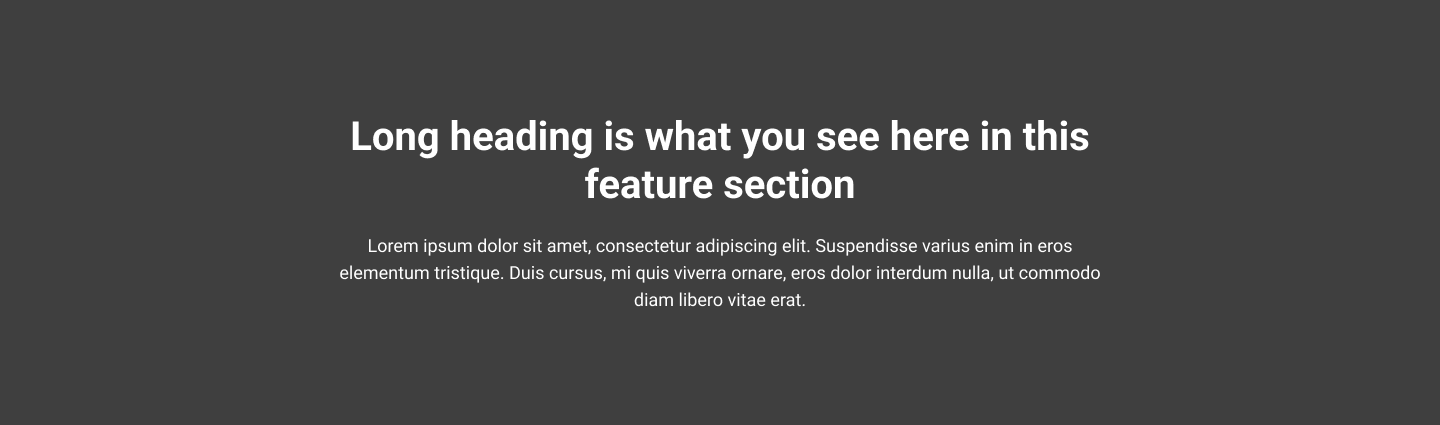 Long heading is what you see here in this
feature section
Lorem ipsum dolor sit amet, consectetur adipiscing elit. Suspendisse varius enim in eros
elementum tristique. Duis cursus, mi quis viverra ornare, eros dolor interdum nulla, ut commodo
diam libero vitae erat.